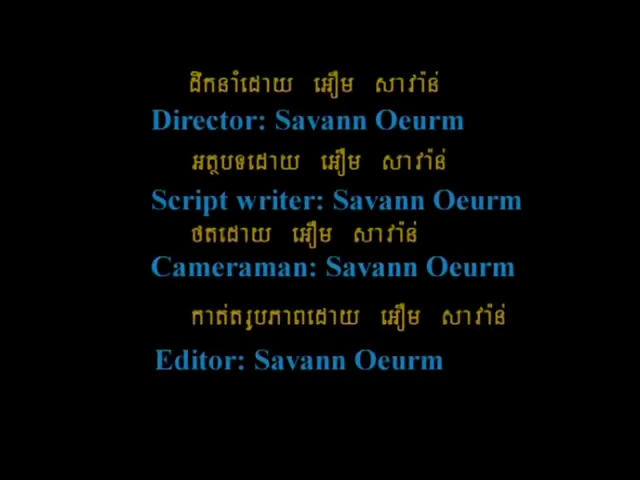 ដឹកនាំដោយ អឿម សាវ៉ាន់
Director: Savann Oeurm
អត្ថបទដោយ អឿម សាវ៉ាន់
Script writer: Savann Oeurm
ថតដោយ អឿម សាវ៉ាន់
Cameraman: Savann Oeurm
កាត់តរូបភាពដោយ អឿម សាវ៉ាន់
Editor: Savann Oeurm